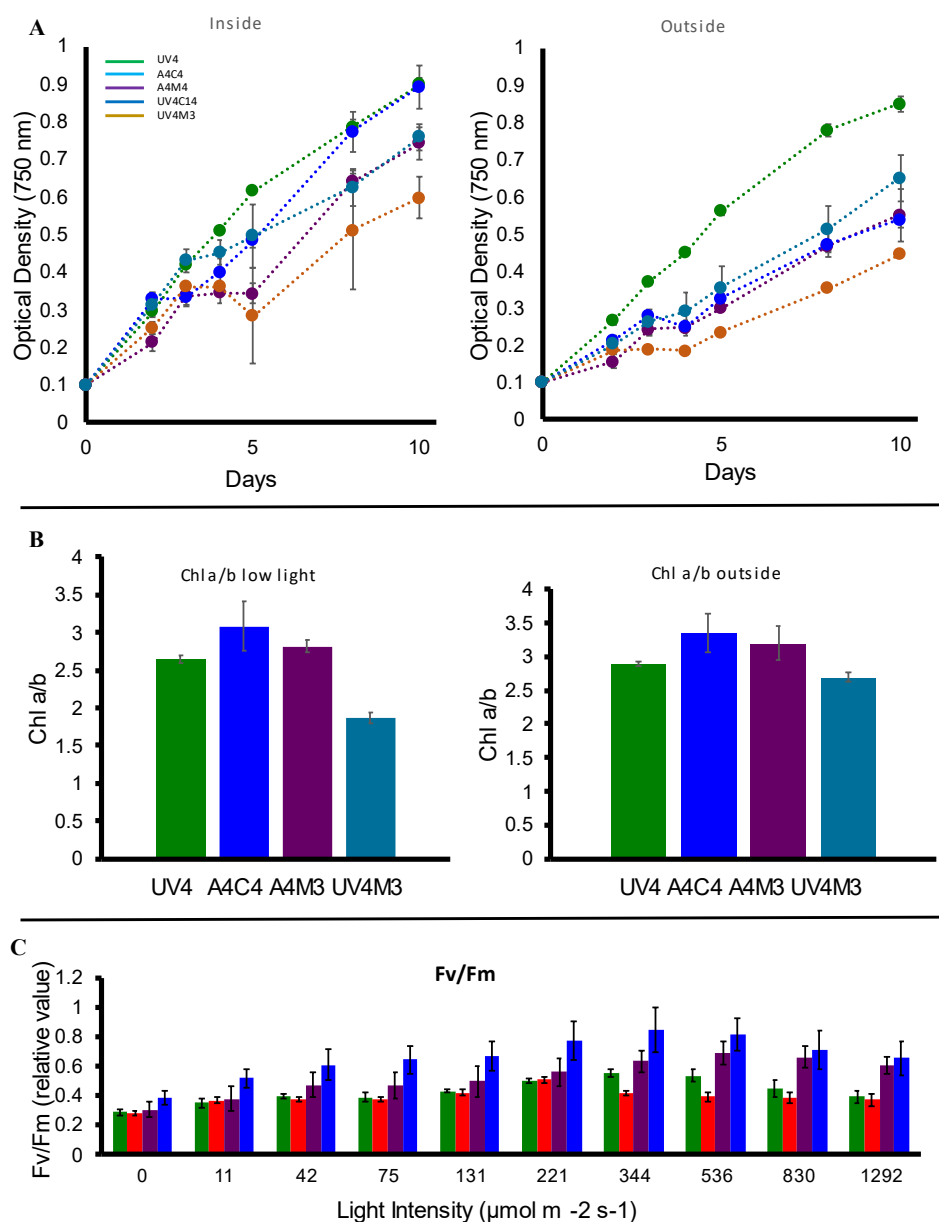 A
Inside
Outside
UV4
A4C4
A4M4
UV4C14
UV4M3
Optical Density (750 nm)
1
0.9
0.8
0.7
0.6
0.5
0.4
0.3
0.2
0.1
0
0 5 10
Days
Optical Density (750 nm)
1
0.9
0.8
0.7
0.6
0.5
0.4
0.3
0.2
0.1
0
0 5 10
Days
B
Chl a/b low light
Chl a/b
4
3.5
3
2.5
2
1.5
1
0.5
0
UV4 A4C4 A4M3 UV4M3
Chl a/b outside
Chl a/b
4
3.5
3
2.5
2
1.5
1
0.5
0
UV4 A4C4 A4M3 UV4M3
C
Fv/Fm
Fv/Fm (relative value)
1.2
1
0.8
0.6
0.4
0.2
0
0 11 42 75 131 221 344 536 830 1292
Light Intensity (µmol m -2 s-1)